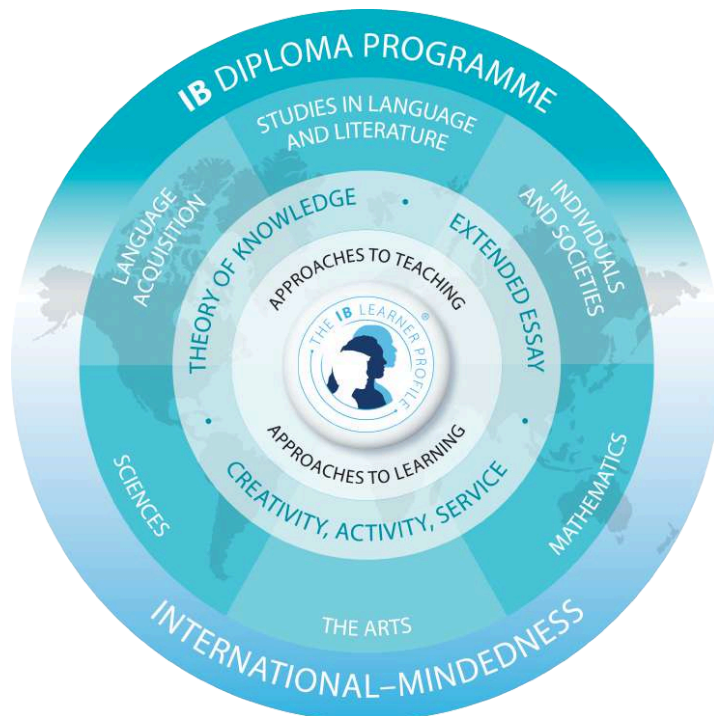 IB DIPLOMA PROGRAMME
STUDIES IN LANGUAGE
AND LITERATURE
LANGUAGE
ACQUISITION
INDIVIDUALS
AND SOCIETIES
THEORY OF KNOWLEDGE
•
EXTENDED ESSAY
APPROACHES TO TEACHING
• THE IB LEARNER PROFILE •
®
APPROACHES TO LEARNING
•
CREATIVITY, ACTIVITY, SERVICE
•
SCIENCES
MATHEMATICS
THE ARTS
INTERNATIONAL–MINDEDNESS